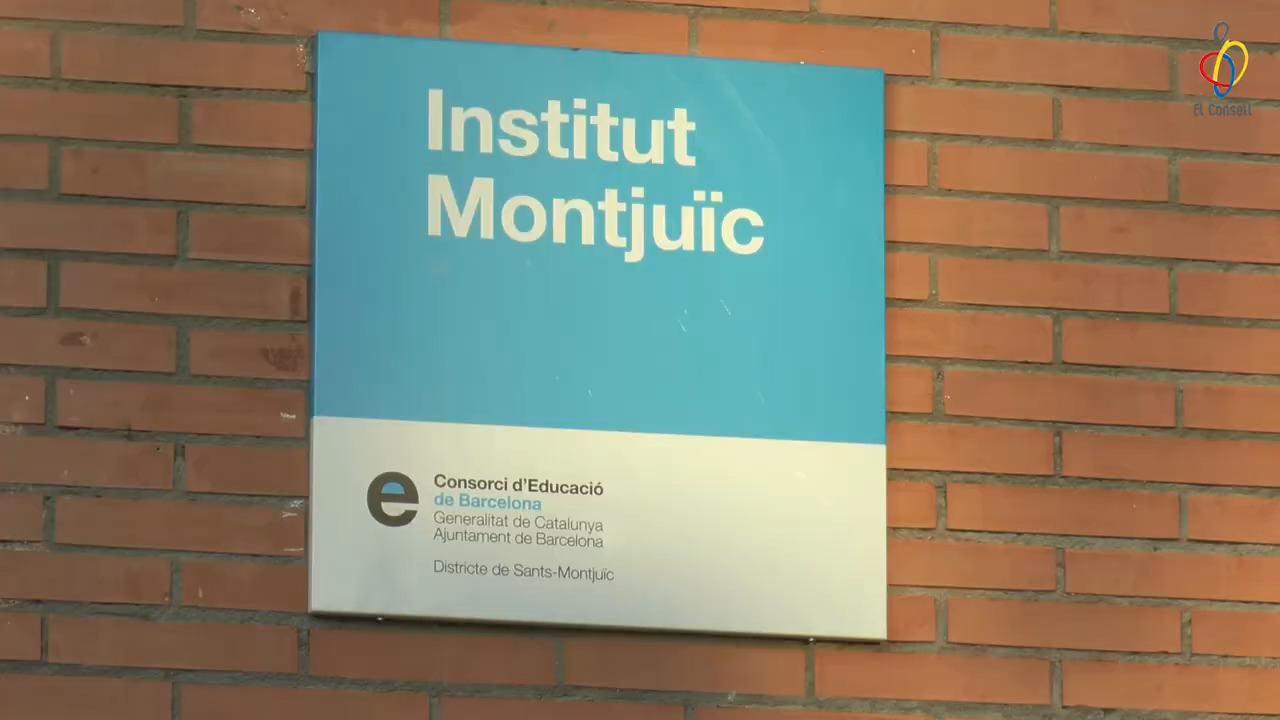 El Consell
Institut
Montjuïc
e
Consorci d'Educació
de Barcelona
Generalitat de Catalunya
Ajuntament de Barcelona
Districte de Sants-Montjuïc